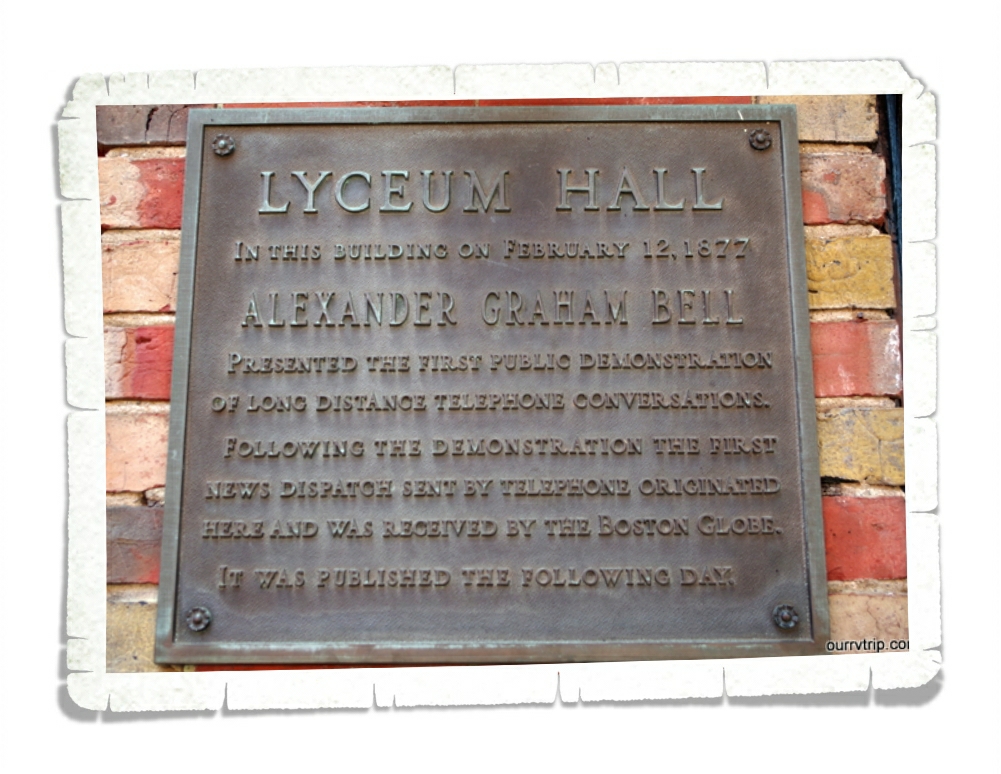 LYCEUM HALL
IN THIS BUILDING ON FEBRUARY 12, 1877
ALEXANDER GRAHAM BELL
PRESENTED THE FIRST PUBLIC DEMONSTRATION
OF LONG DISTANCE TELEPHONE CONVERSATIONS.
FOLLOWING THE DEMONSTRATION THE FIRST
NEWS DISPATCH SENT BY TELEPHONE ORIGINATED
HERE AND WAS RECEIVED BY THE BOSTON GLOBE.
IT WAS PUBLISHED THE FOLLOWING DAY.
ourrvtrip.co